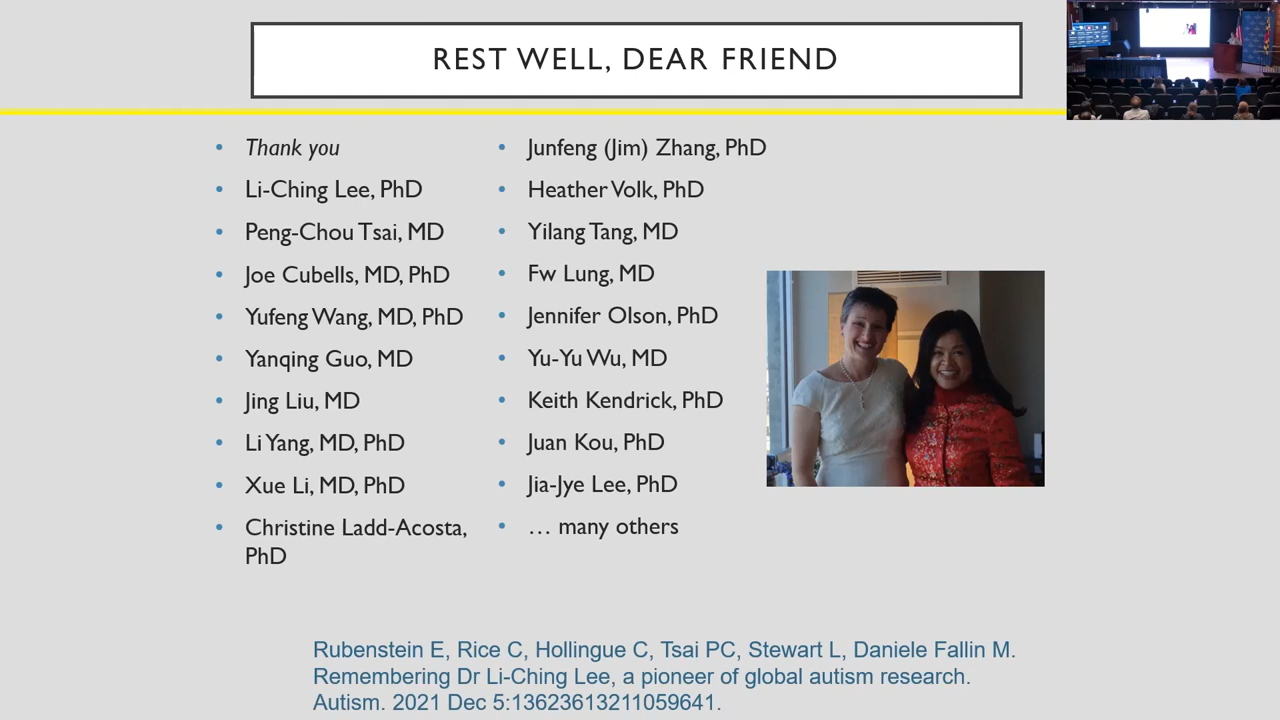 REST WELL, DEAR FRIEND
• Thank you
• Li-Ching Lee, PhD
• Peng-Chou Tsai, MD
• Joe Cubells, MD, PhD
• Yufeng Wang, MD, PhD
• Yanqing Guo, MD
• Jing Liu, MD
• Li Yang, MD, PhD
• Xue Li, MD, PhD
• Christine Ladd-Acosta,
PhD
• Junfeng (Jim) Zhang, PhD
• Heather Volk, PhD
• Yilang Tang, MD
• Fw Lung, MD
• Jennifer Olson, PhD
• Yu-Yu Wu, MD
• Keith Kendrick, PhD
• Juan Kou, PhD
• Jia-Jye Lee, PhD
• … many others
Rubenstein E, Rice C, Hollingue C, Tsai PC, Stewart L, Daniele Fallin M.
Remembering Dr Li-Ching Lee, a pioneer of global autism research.
Autism. 2021 Dec 5:13623613211059641.